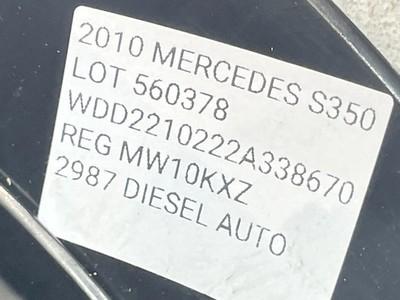 2010 MERCEDES S350
LOT 560378
WDD2210222A338670
REG MW10KXZ
2987 DIESEL AUTO